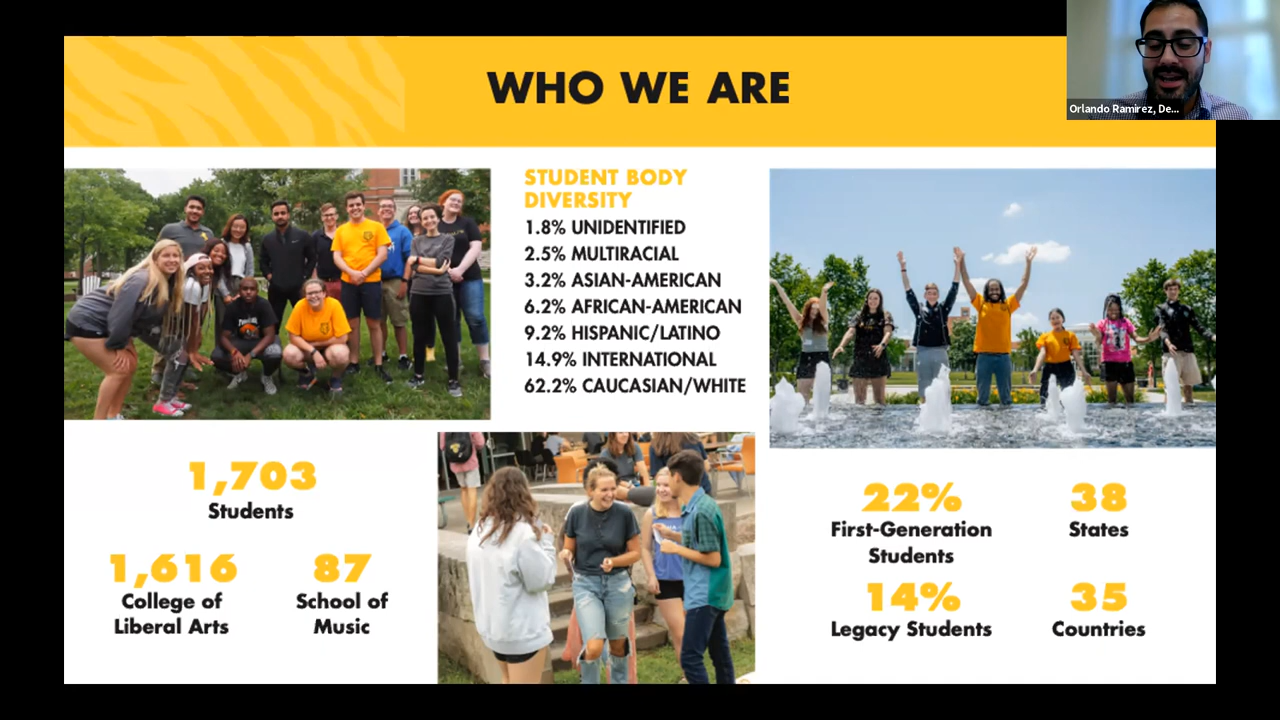 WHO WE ARE
Orlando Ramirez, De...
STUDENT BODY
DIVERSITY
1.8% UNIDENTIFIED
2.5% MULTIRACIAL
3.2% ASIAN-AMERICAN
6.2% AFRICAN-AMERICAN
9.2% HISPANIC/LATINO
14.9% INTERNATIONAL
62.2% CAUCASIAN/WHITE
1,703
Students
1,616
College of
Liberal Arts
87
School of
Music
22%
First-Generation
Students
38
States
14%
Legacy Students
35
Countries